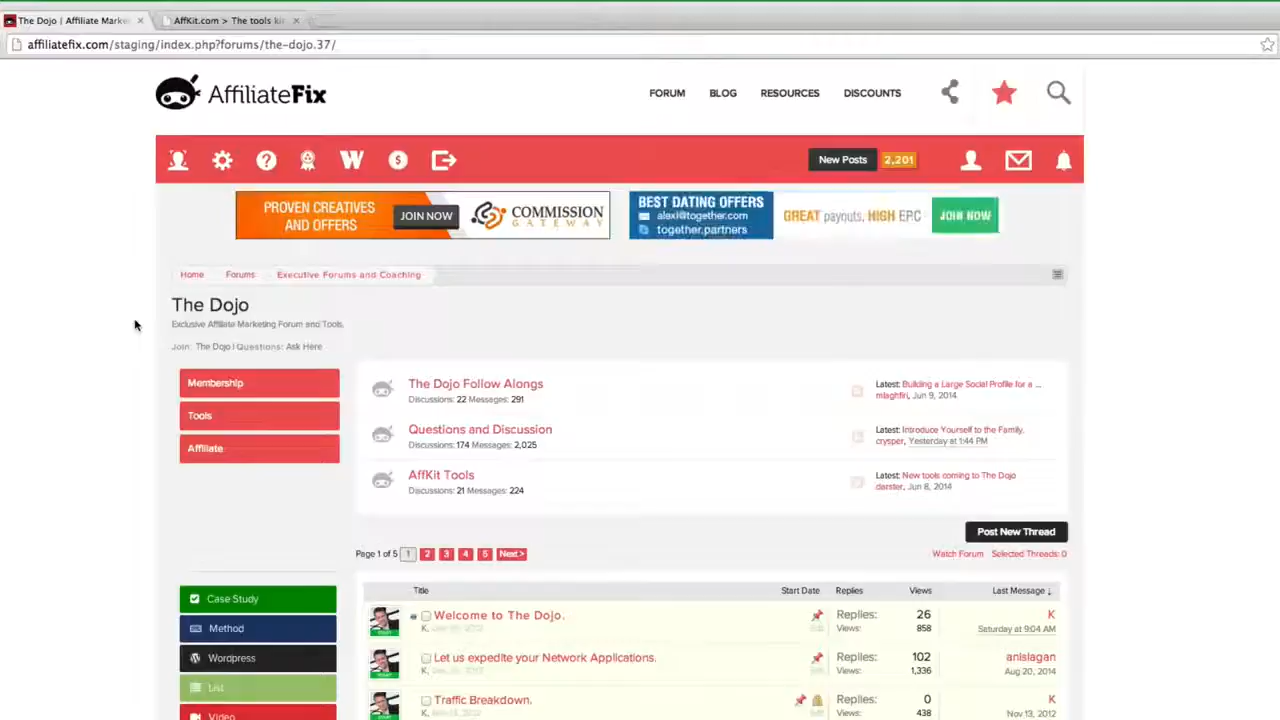 The Dojo | Affiliate Marke
AffKit.com > The tools ki
affiliatefix.com/staging/index.php?forums/the-dojo.37/
AffiliateFix
FORUM BLOG RESOURCES DISCOUNTS
W $ New Posts 2,201
PROVEN CREATIVES AND OFFERS JOIN NOW COMMISSION GATEWAY
BEST DATING OFFERS
alexl@together.com
together.partners
GREAT payouts, HIGH EPC JOIN NOW
Home Forums Executive Forums and Coaching
The Dojo
Exclusive Affiliate Marketing Forum and Tools.
Join: The Dojo | Questions: Ask Here
Membership
Tools
Affiliate
The Dojo Follow Alongs
Discussions: 22 Messages: 291
Latest: Building a Large Social Profile for a ...
mlaghfiri, Jun 9, 2014
Questions and Discussion
Discussions: 174 Messages: 2,025
Latest: Introduce Yourself to the Family.
crysper, Yesterday at 1:44 PM
AffKit Tools
Discussions: 21 Messages: 224
Latest: New tools coming to The Dojo
darster, Jun 8, 2014
Post New Thread
Page 1 of 5 1 2 3 4 5 Next >
Watch Forum Selected Threads: 0
Case Study
Method
Wordpress
List
Video
Title Start Date Replies Views Last Message ↓
Welcome to The Dojo.
K,
Replies: 26
Views: 858
K
Saturday at 9:04 AM
Let us expedite your Network Applications.
K,
Replies: 102
Views: 1,336
anislagan
Aug 20, 2014
Traffic Breakdown.
K,
Replies: 0
Views: 438
K
Nov 13, 2012